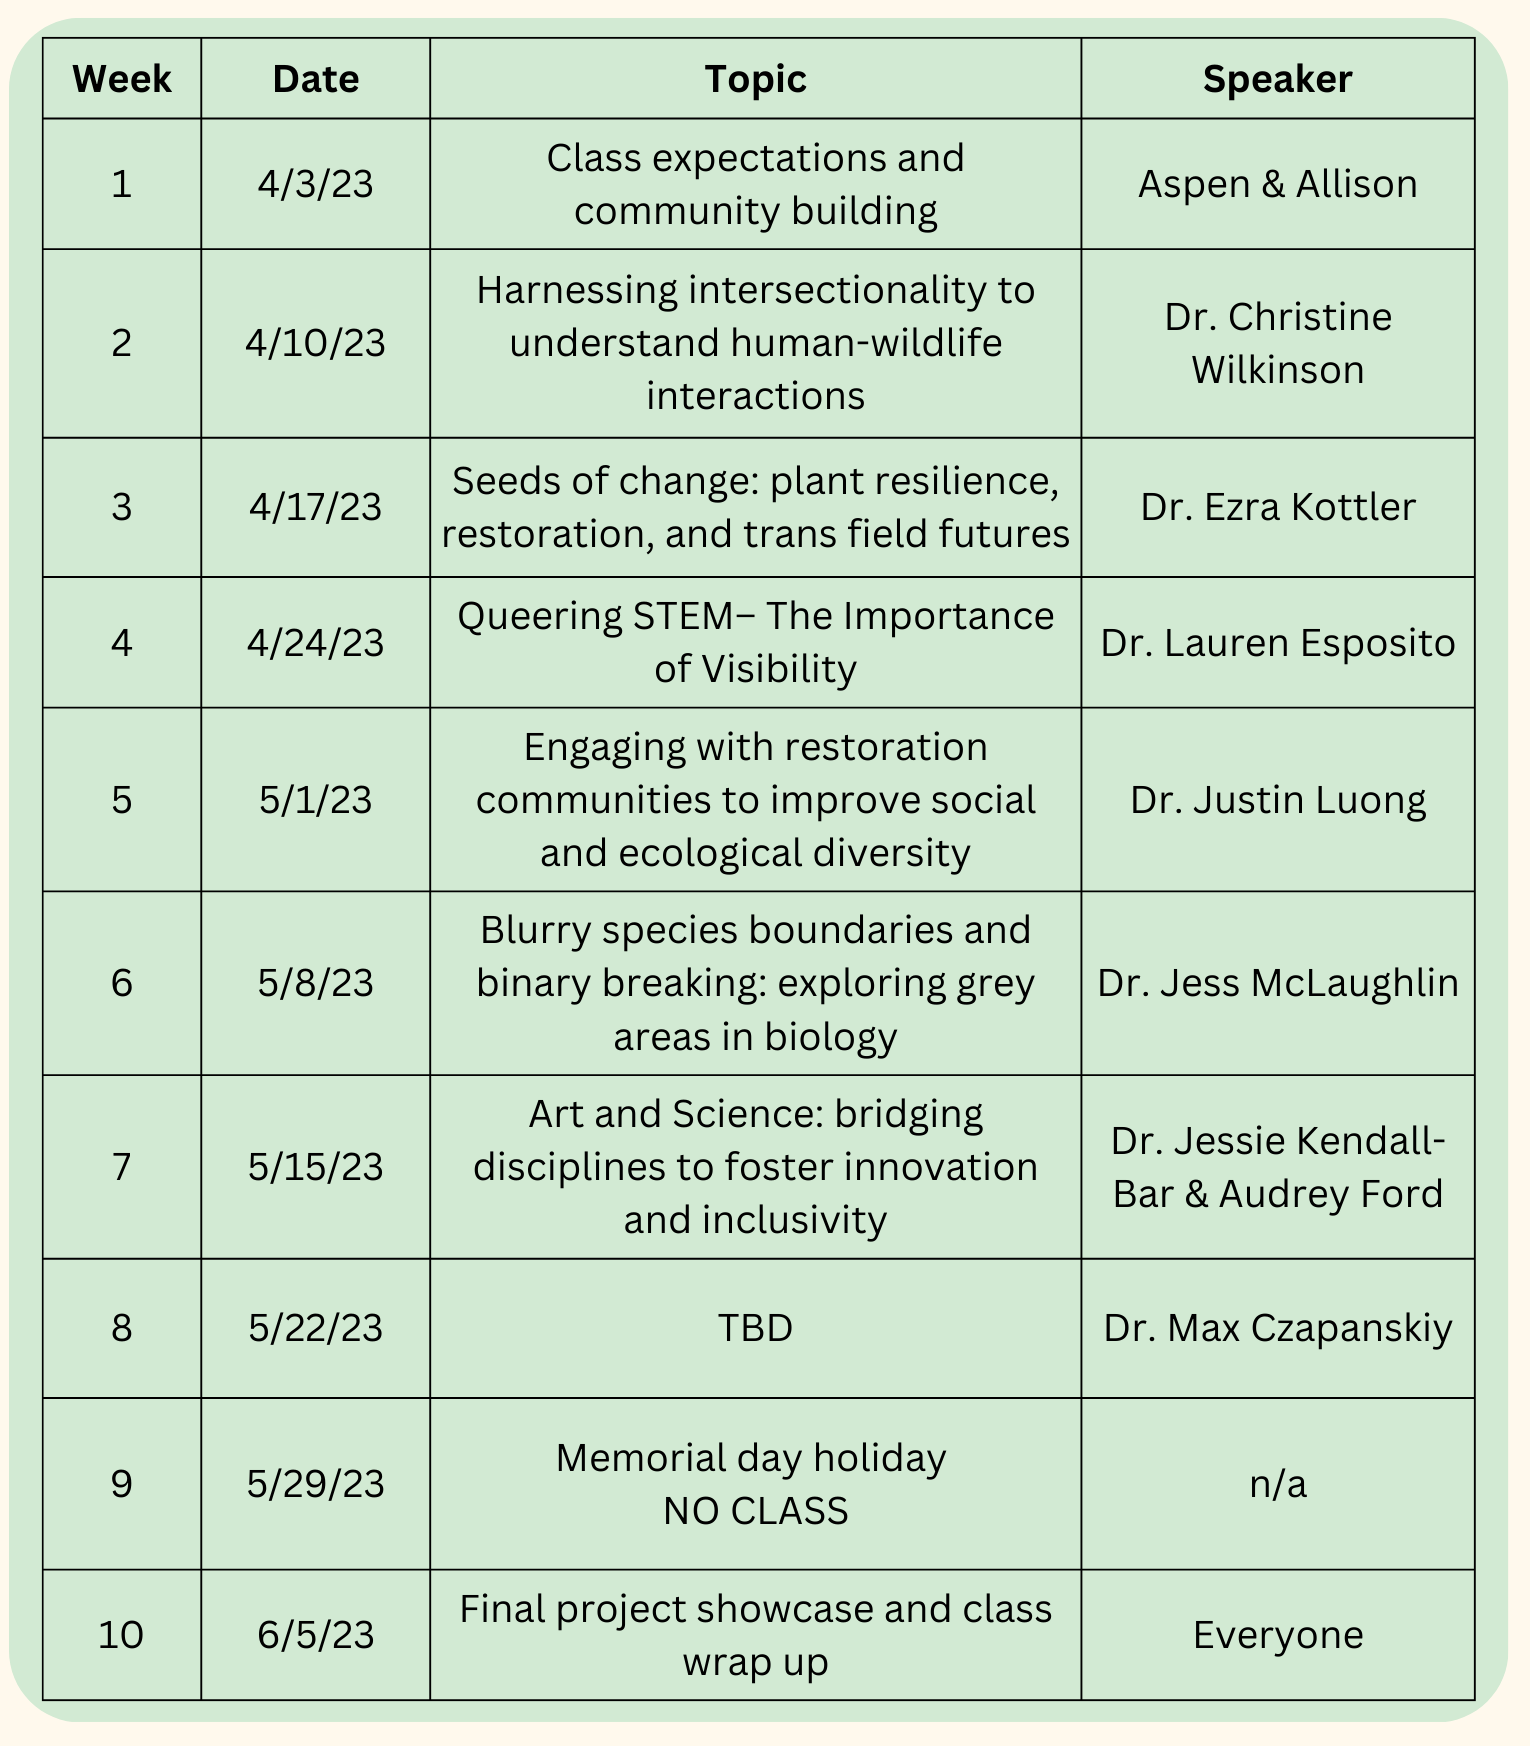 Week Date Topic Speaker
1 4/3/23 Class expectations and
community building Aspen & Allison
2 4/10/23 Harnessing intersectionality to
understand human-wildlife
interactions Dr. Christine
Wilkinson
3 4/17/23 Seeds of change: plant resilience,
restoration, and trans field futures Dr. Ezra Kottler
4 4/24/23 Queering STEM– The Importance
of Visibility Dr. Lauren Esposito
5 5/1/23 Engaging with restoration
communities to improve social
and ecological diversity Dr. Justin Luong
6 5/8/23 Blurry species boundaries and
binary breaking: exploring grey
areas in biology Dr. Jess McLaughlin
7 5/15/23 Art and Science: bridging
disciplines to foster innovation
and inclusivity Dr. Jessie Kendall-
Bar & Audrey Ford
8 5/22/23 TBD Dr. Max Czapanskiy
9 5/29/23 Memorial day holiday
NO CLASS n/a
10 6/5/23 Final project showcase and class
wrap up Everyone